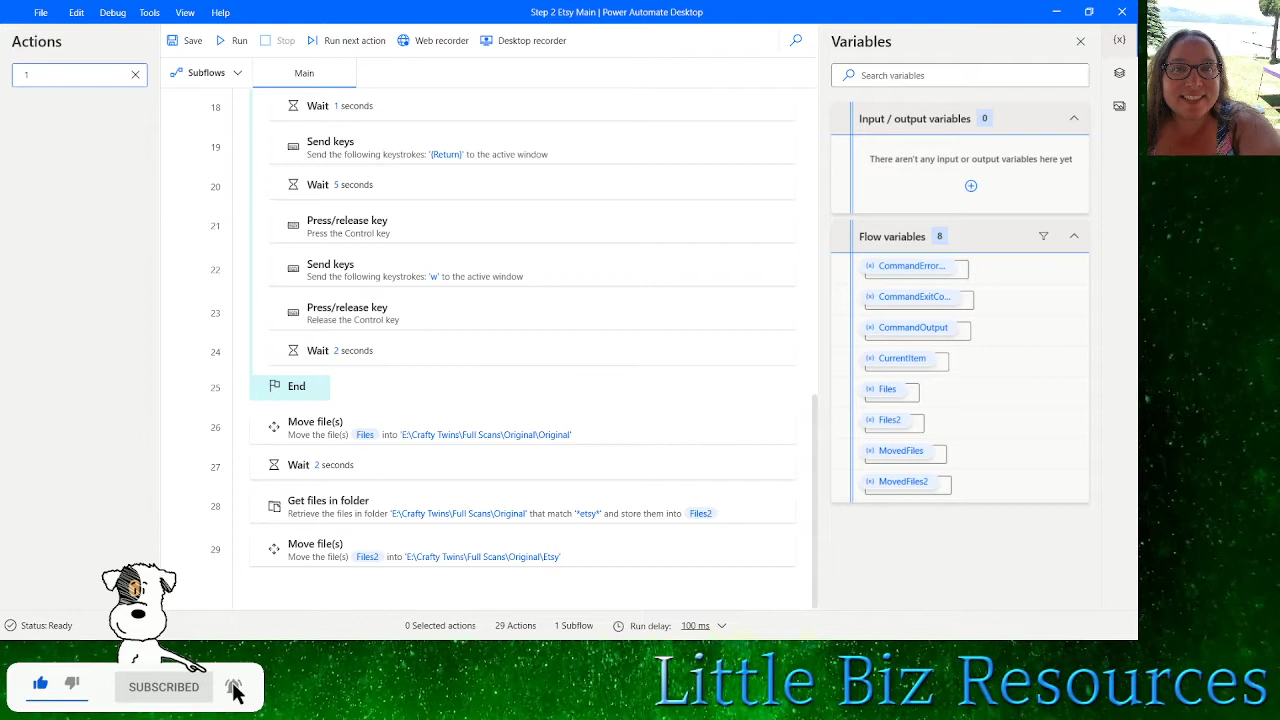 File Edit Debug Tools View Help
Step 2 Etsy Main | Power Automate Desktop
Actions
1
Save Run Stop Run next action Web recorder Desktop recorder
Subflows
Main
18 Wait 1 seconds
19 Send keys
Send the following keystrokes: '{Return}' to the active window
20 Wait 5 seconds
21 Press/release key
Press the Control key
22 Send keys
Send the following keystrokes: 'w' to the active window
23 Press/release key
Release the Control key
24 Wait 2 seconds
25 End
26 Move file(s)
Move the file(s) Files into 'E:\Crafty Twins\Full Scans\Original\Original'
27 Wait 2 seconds
28 Get files in folder
Retrieve the files in folder 'E:\Crafty Twins\Full Scans\Original' that match '*etsy*' and store them into Files2
29 Move file(s)
Move the file(s) Files2 into 'E:\Crafty Twins\Full Scans\Original\Etsy'
Variables
{x}
Search variables
Input / output variables 0
There aren't any input or output variables here yet
Flow variables 8
(x) CommandError...
(x) CommandExitCo...
(x) CommandOutput
(x) CurrentItem
(x) Files
(x) Files2
(x) MovedFiles
(x) MovedFiles2
Status: Ready
0 Selected actions 29 Actions 1 Subflow Run delay: 100 ms
SUBSCRIBED
Little Biz Resources